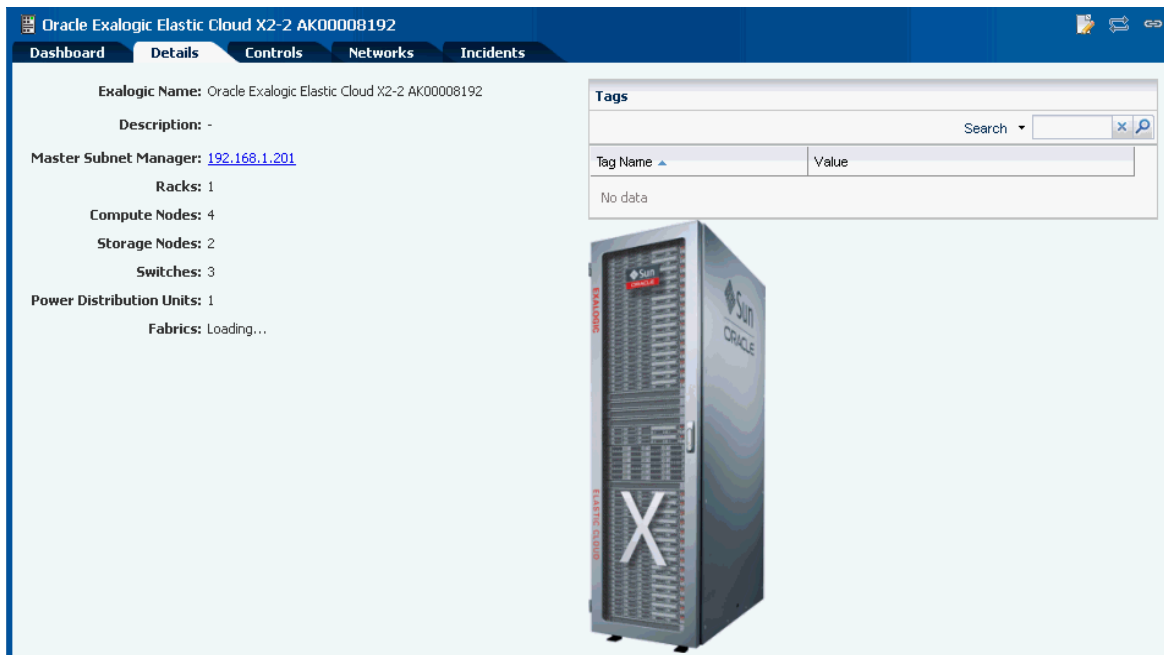 Oracle Exalogic Elastic Cloud X2-2 AK00008192
Dashboard Details Controls Networks Incidents
Exalogic Name: Oracle Exalogic Elastic Cloud X2-2 AK00008192
Description: -
Master Subnet Manager: 192.168.1.201
Racks: 1
Compute Nodes: 4
Storage Nodes: 2
Switches: 3
Power Distribution Units: 1
Fabrics: Loading...
Tags
Search
Tag Name Value
No data
Sun
ORACLE
EXALOGIC
Sun
ORACLE
ELASTIC CLOUD
X